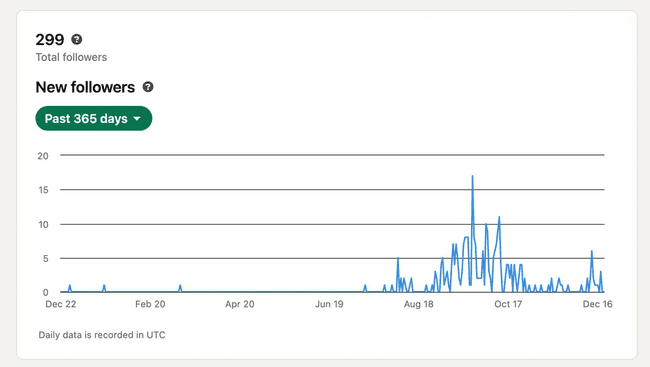 299
Total followers
New followers
Past 365 days
20
15
10
5
0
Dec 22 Feb 20 Apr 20 Jun 19 Aug 18 Oct 17 Dec 16
Daily data is recorded in UTC